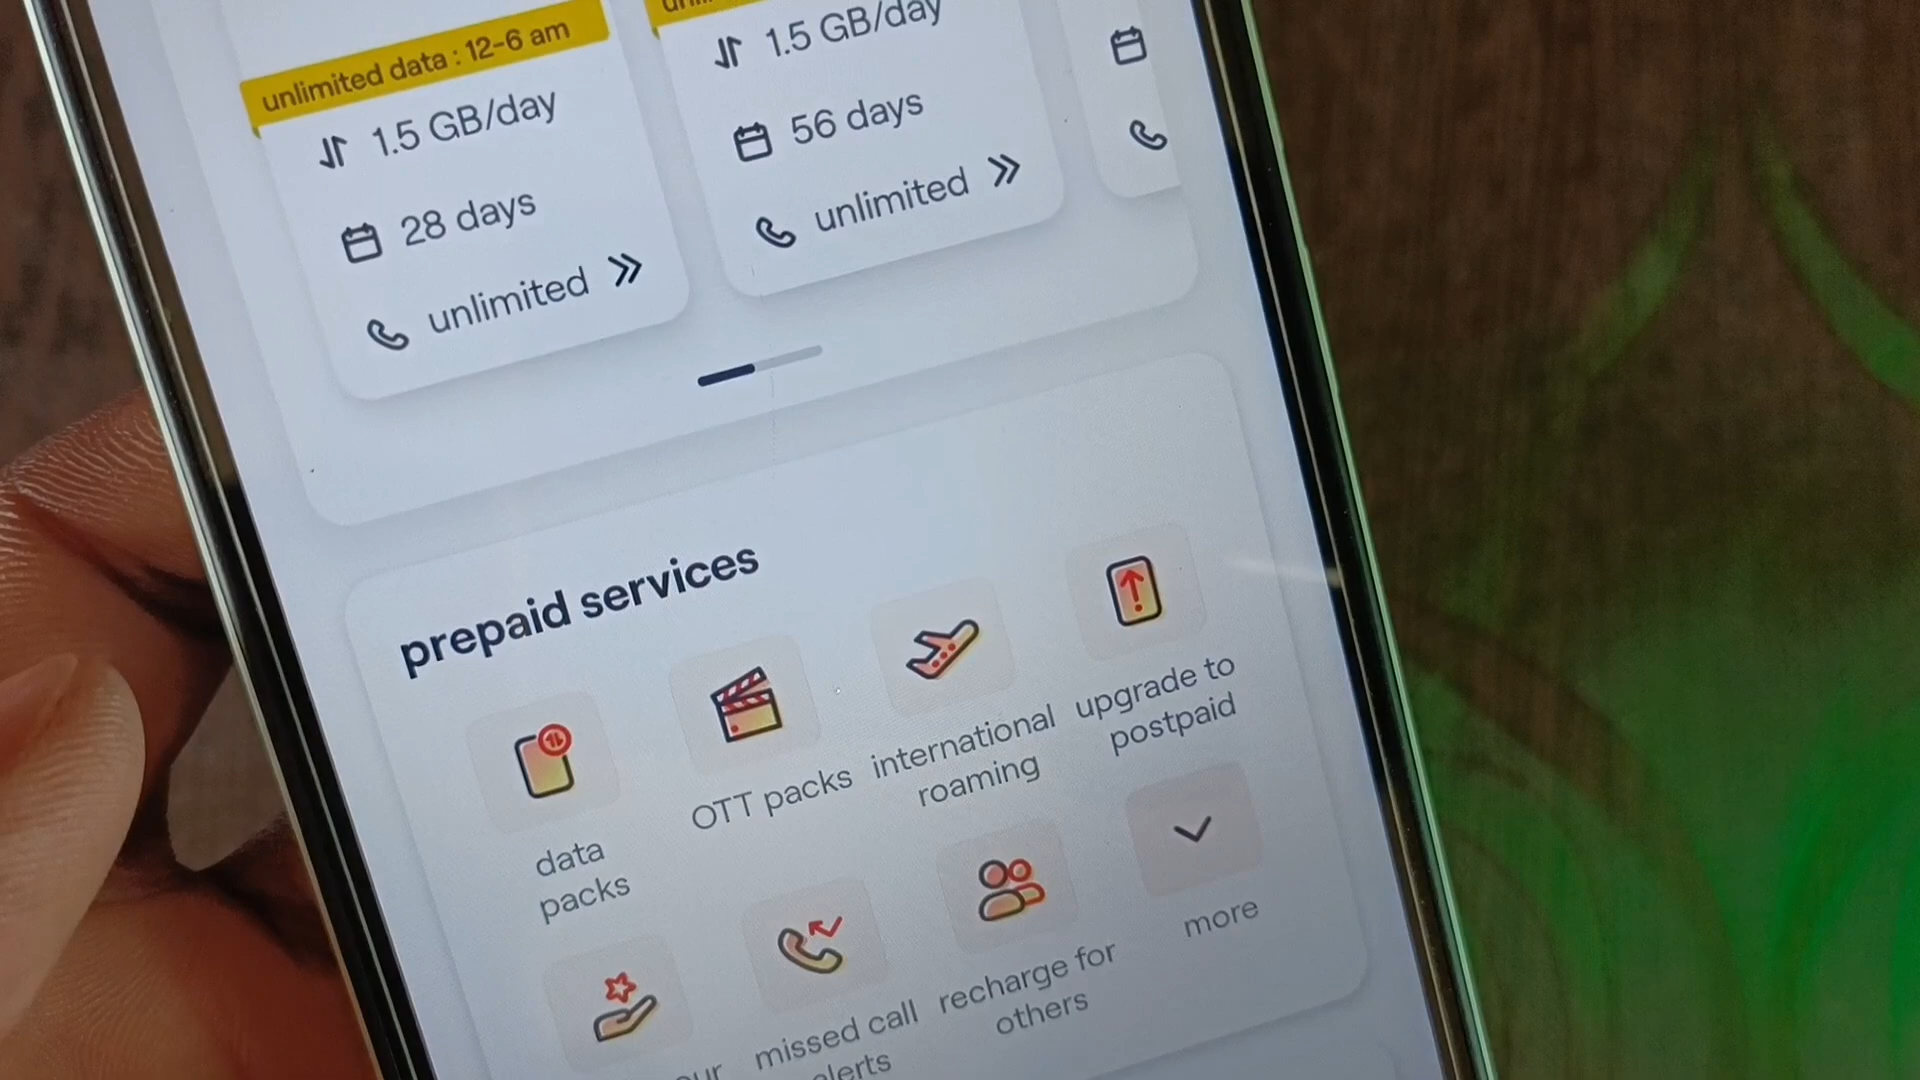 unlimited data : 12-6 am
1.5 GB/day
28 days
unlimited
1.5 GB/day
56 days
unlimited
prepaid services
data
packs
OTT packs
international
roaming
upgrade to
postpaid
missed call
alerts
recharge for
others
more